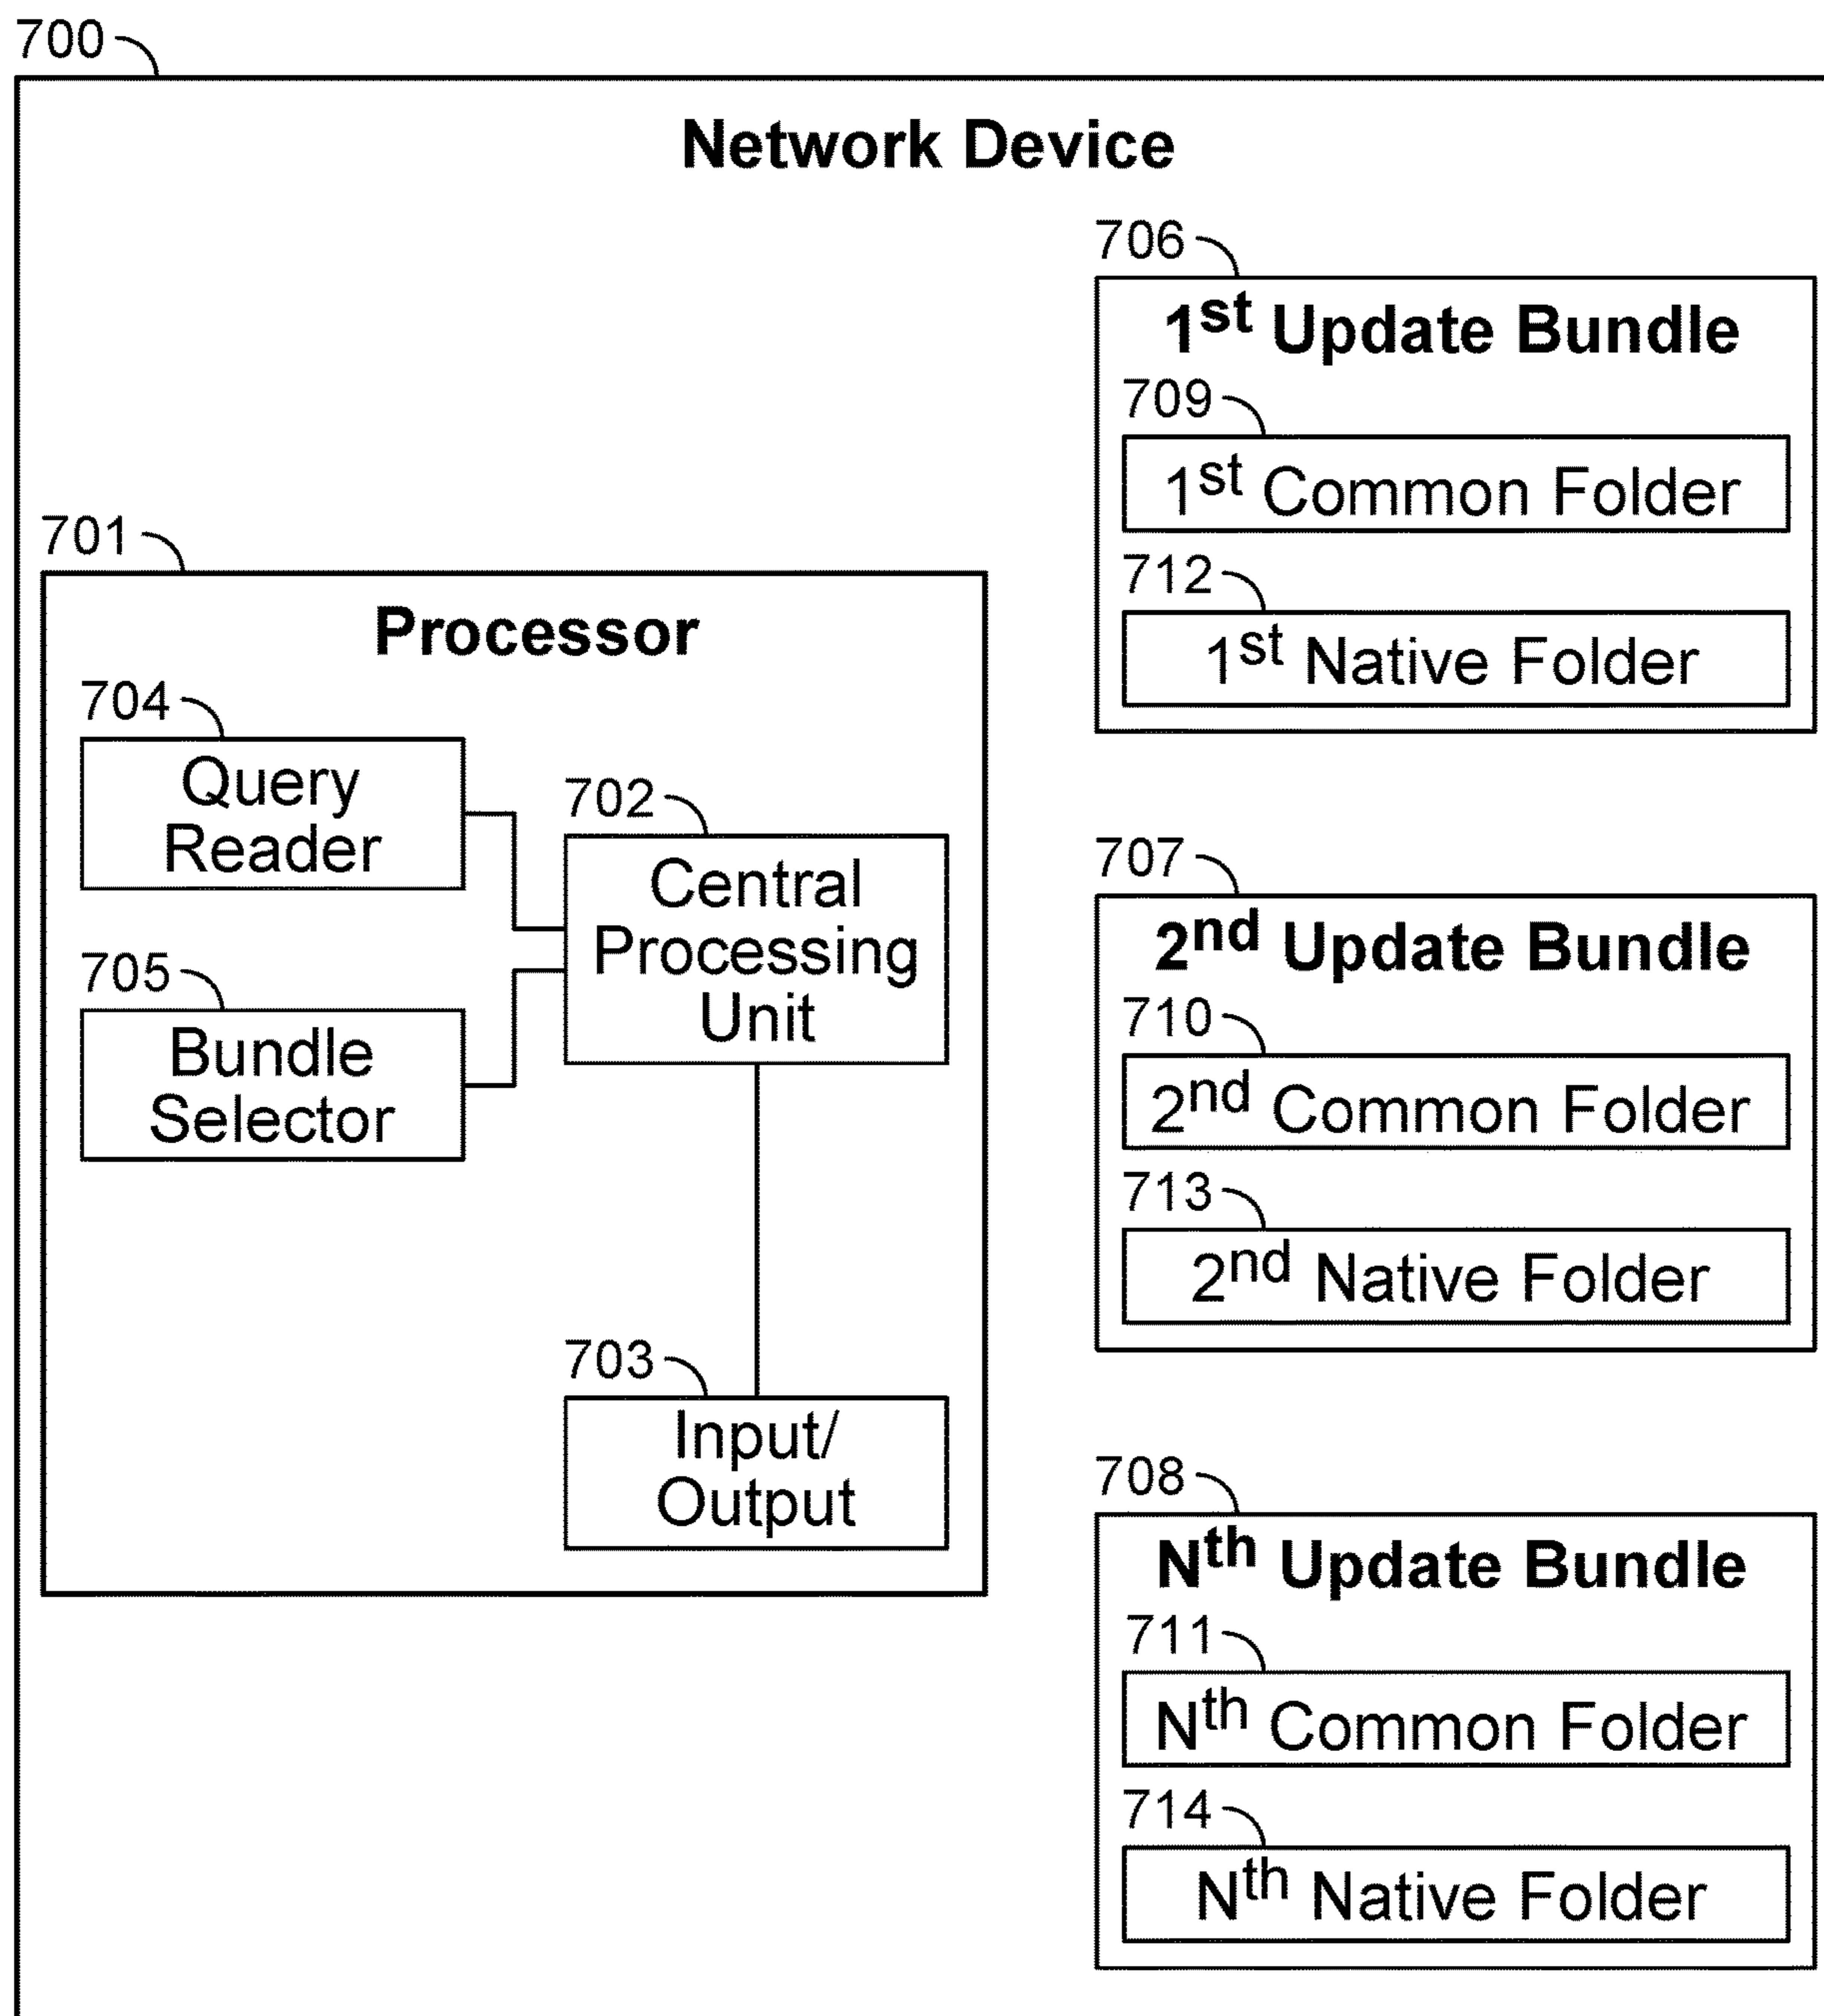 700
Network Device
701
Processor
704
Query
Reader
702
Central
Processing
Unit
705
Bundle
Selector
703
Input/
Output
706
1st Update Bundle
709
1st Common Folder
712
1st Native Folder
707
2nd Update Bundle
710
2nd Common Folder
713
2nd Native Folder
708
Nth Update Bundle
711
Nth Common Folder
714
Nth Native Folder